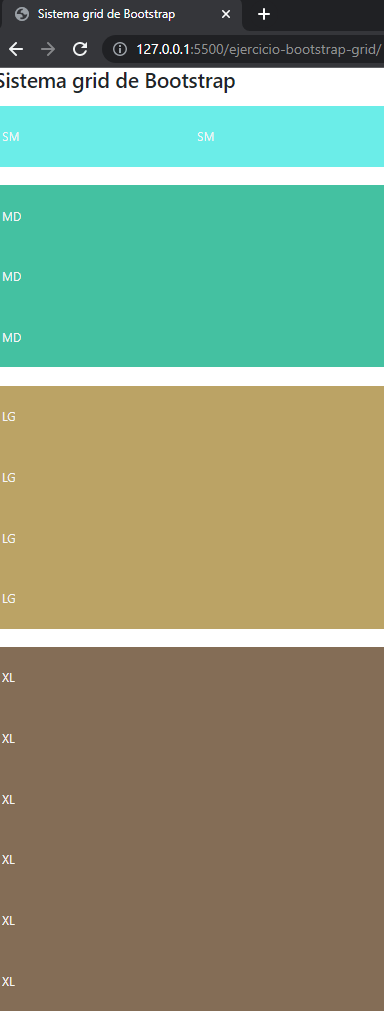 Sistema grid de Bootstrap
127.0.0.1:5500/ejercicio-bootstrap-grid/
Sistema grid de Bootstrap
SM SM
MD
MD
MD
LG
LG
LG
LG
XL
XL
XL
XL
XL
XL